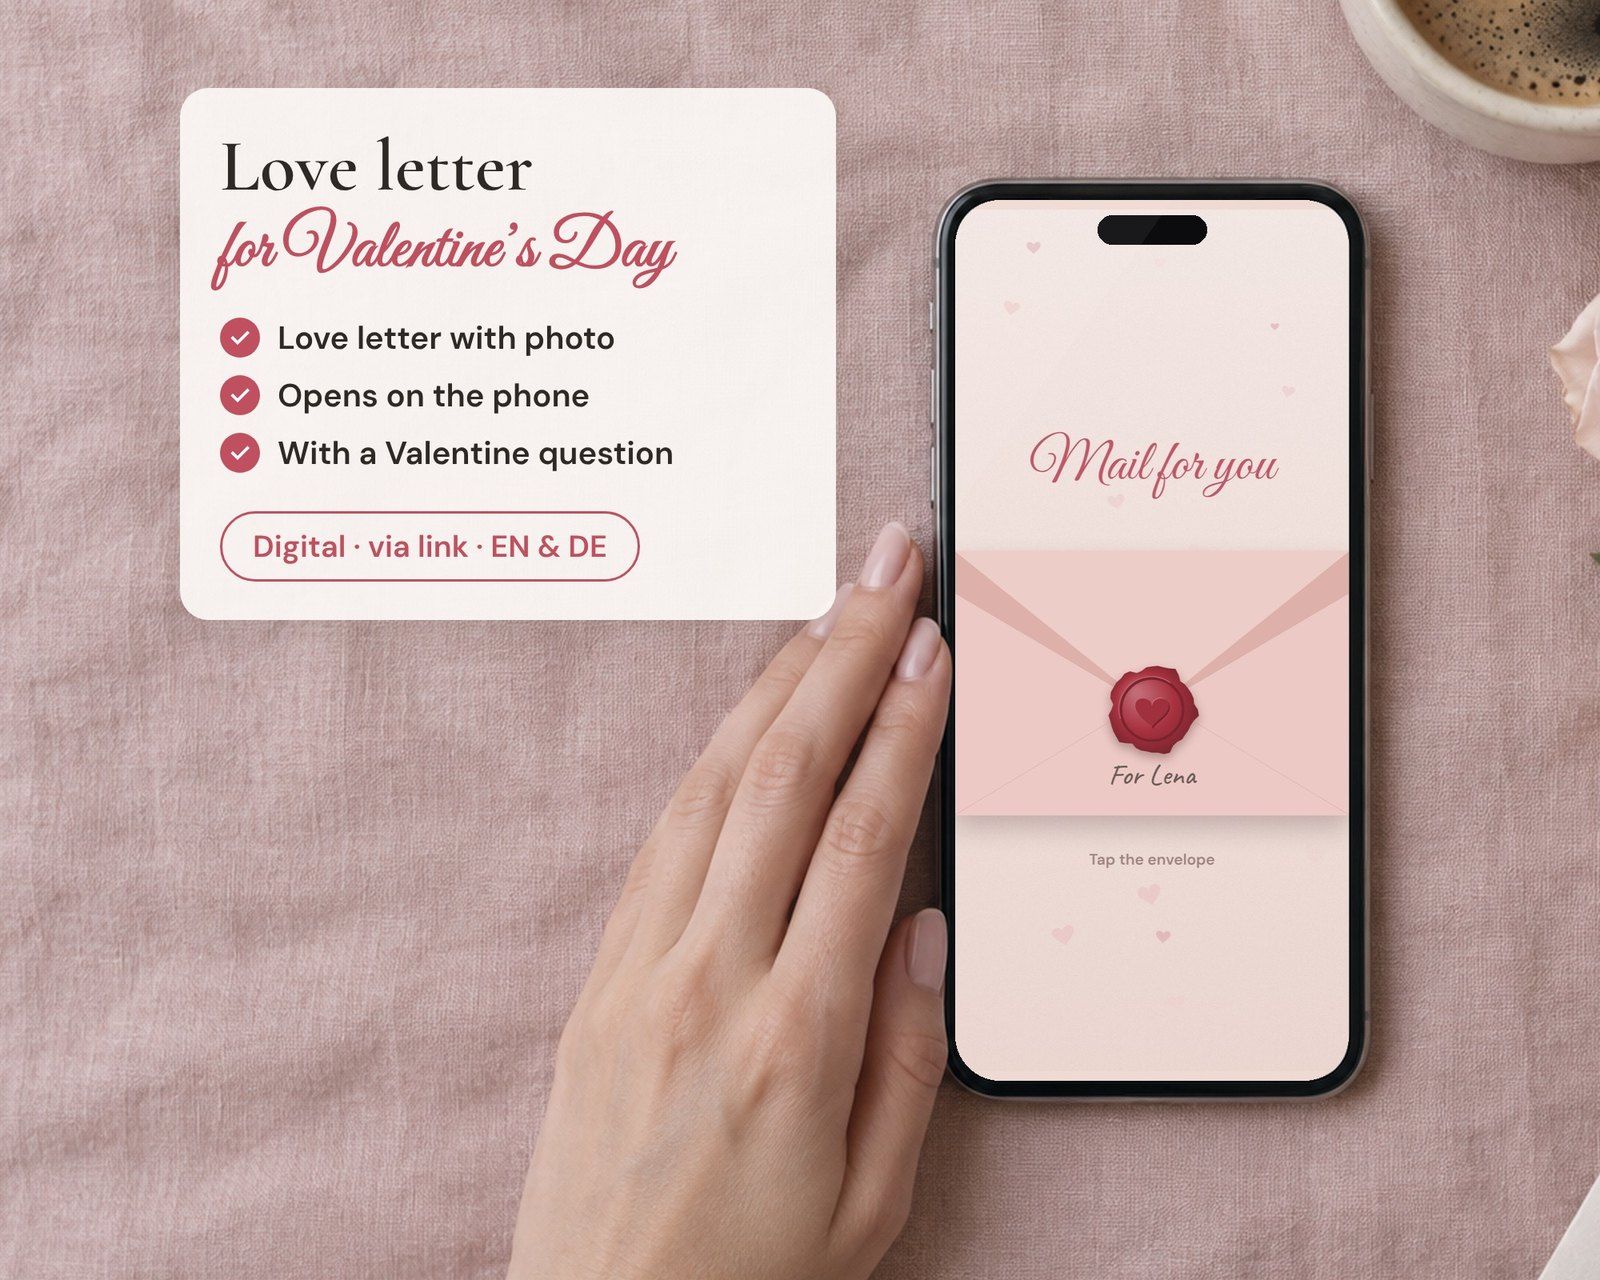 Love letter
for Valentine's Day
Love letter with photo
Opens on the phone
With a Valentine question
Digital · via link · EN & DE
Mail for you
For Lena
Tap the envelope